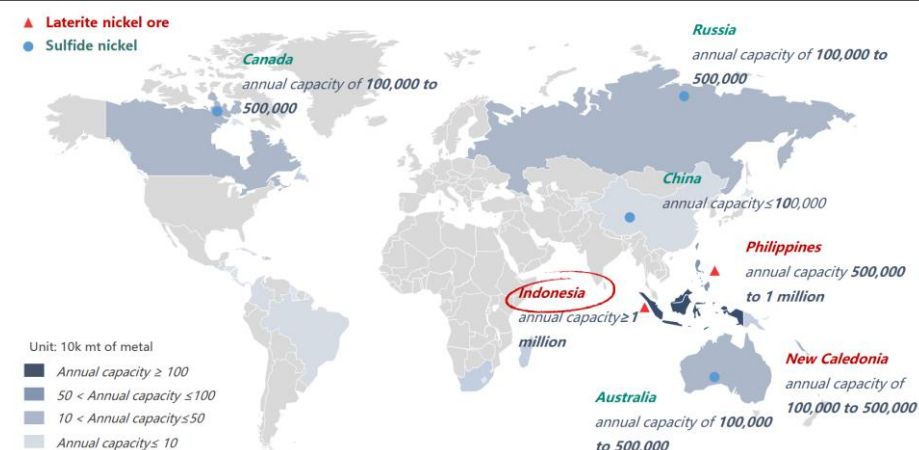 Laterite nickel ore
Sulfide nickel
Canada
annual capacity of 100,000 to
500,000
Russia
annual capacity of 100,000 to
500,000
China
annual capacity≤100,000
Philippines
annual capacity 500,000
to 1 million
Indonesia
annual capacity≥1
million
New Caledonia
annual capacity of
100,000 to 500,000
Australia
annual capacity of 100,000
to 500,000
Unit: 10k mt of metal
Annual capacity ≥ 100
50 < Annual capacity ≤100
10 < Annual capacity≤50
Annual capacity≤ 10